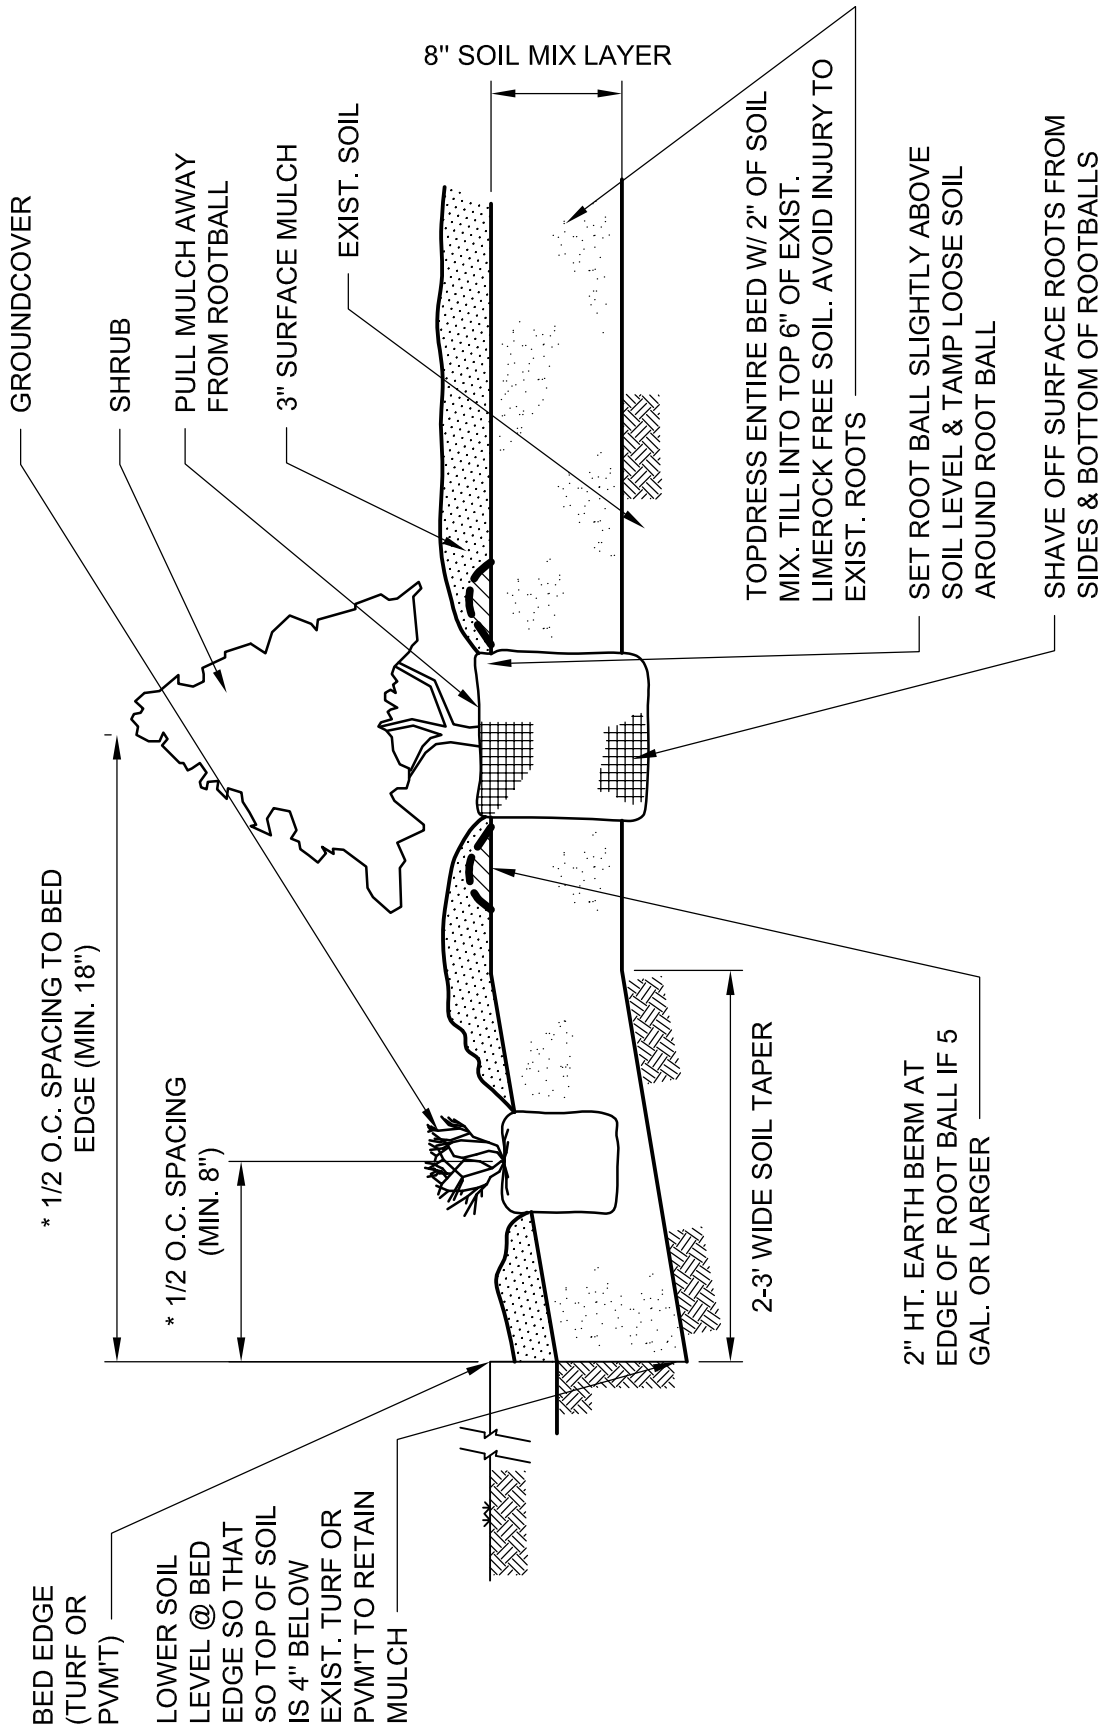 GROUNDCOVER
SHRUB
PULL MULCH AWAY
FROM ROOTBALL
3" SURFACE MULCH
EXIST. SOIL
8" SOIL MIX LAYER
* 1/2 O.C. SPACING TO BED
EDGE (MIN. 18")
* 1/2 O.C. SPACING
(MIN. 8")
BED EDGE
(TURF OR
PVM'T)
LOWER SOIL
LEVEL @ BED
EDGE SO THAT
SO TOP OF SOIL
IS 4" BELOW
EXIST. TURF OR
PVM'T TO RETAIN
MULCH
2-3' WIDE SOIL TAPER
2" HT. EARTH BERM AT
EDGE OF ROOT BALL IF 5
GAL. OR LARGER
TOPDRESS ENTIRE BED W/ 2" OF SOIL
MIX. TILL INTO TOP 6" OF EXIST.
LIMEROCK FREE SOIL. AVOID INJURY TO
EXIST. ROOTS
SET ROOT BALL SLIGHTLY ABOVE
SOIL LEVEL & TAMP LOOSE SOIL
AROUND ROOT BALL
SHAVE OFF SURFACE ROOTS FROM
SIDES & BOTTOM OF ROOTBALLS